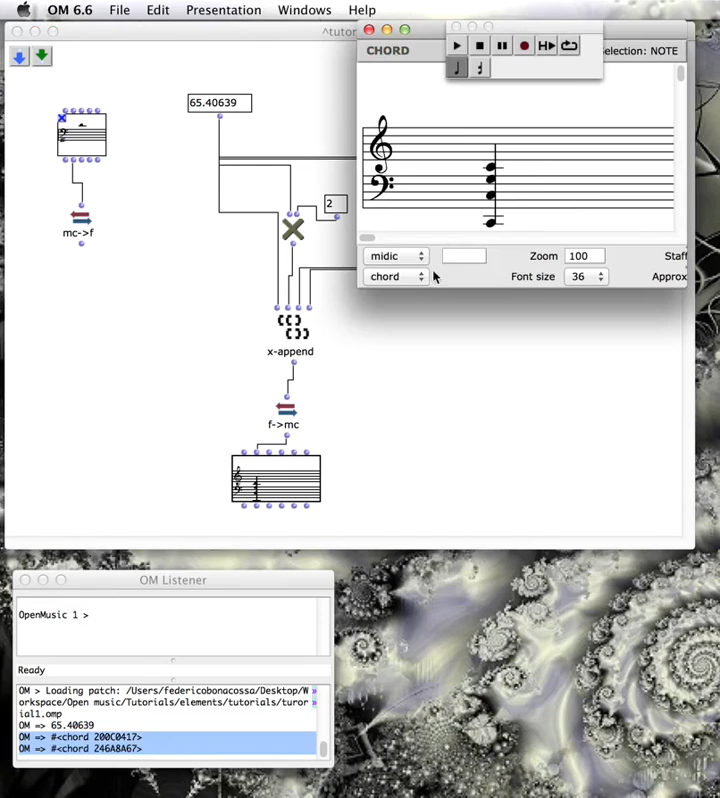 OM 6.6 File Edit Presentation Windows Help
^tutor
CHORD
Selection: NOTE
65.40639
2
mc->f
midic
Zoom
100
Staff
chord
Font size
36
Approx
x-append
f->mc
OM Listener
OpenMusic 1 >
Ready
OM > Loading patch: /Users/federicobonacossa/Desktop/W
orkspace/Open music/Tutorials/elements/tutorials/turor
ial1.omp
OM => 65.40639
OM => #<chord 200C0417>
OM => #<chord 246A8A67>